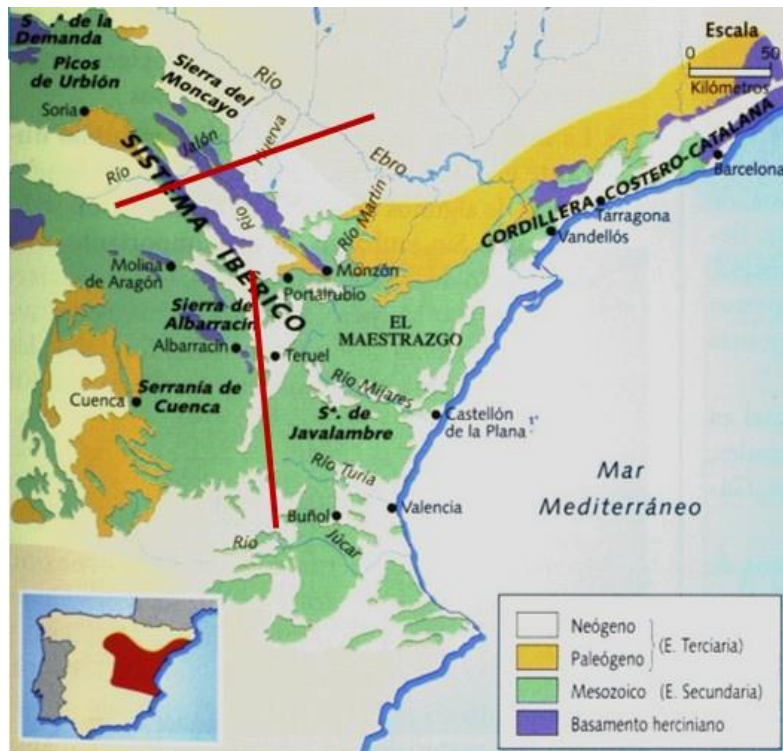 S .ª de la
Demanda
Picos
de Urbión
Sierra del
Moncayo
Río
Escala
0 50
Kilómetros
Soria
SISTEMA IBÉRICO
Río
Jalón
Huerva
Ebro
Río
Río Martín
CORDILLERA COSTERO-CATALANA
Barcelona
Tarragona
Vandellós
Molina
de Aragón
Monzón
Portalrubio
Sierra de
Albarracín
Albarracín
Teruel
EL
MAESTRAZGO
Serranía de
Cuenca
Cuenca
Río Mijares
Sª. de
Javalambre
Castellón
de la Plana
Mar
Mediterráneo
Río Turia
Valencia
Buñol
Río
Júcar
Neógeno
Paleógeno
(E. Terciaria)
Mesozoico (E. Secundaria)
Basamento herciniano